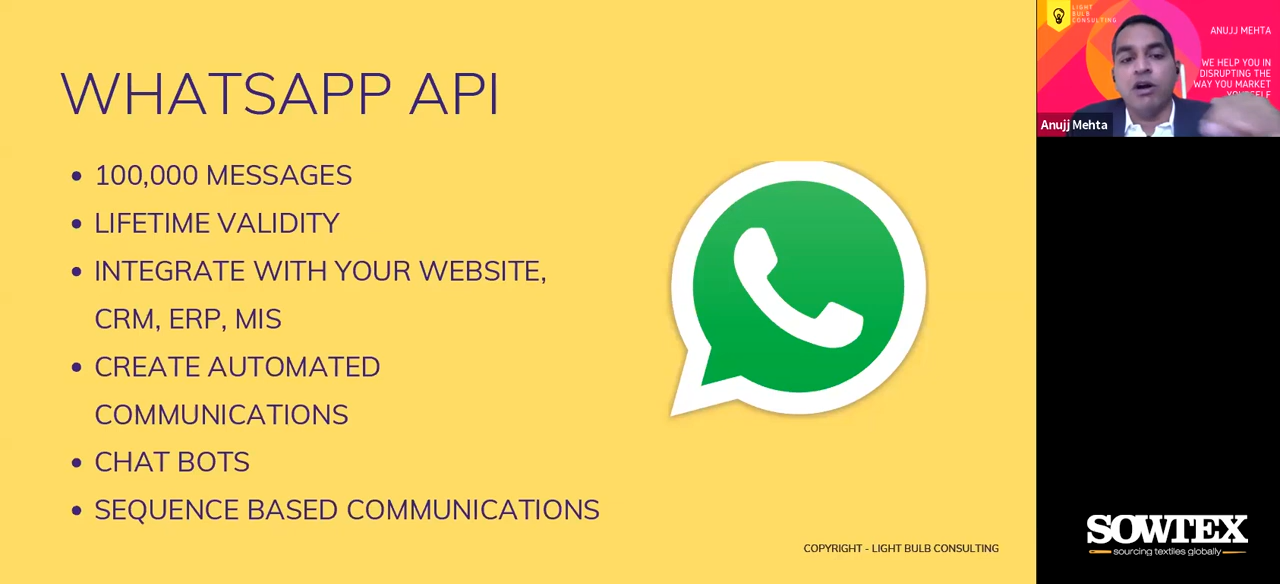 WHATSAPP API
• 100,000 MESSAGES
• LIFETIME VALIDITY
• INTEGRATE WITH YOUR WEBSITE,
CRM, ERP, MIS
• CREATE AUTOMATED
COMMUNICATIONS
• CHAT BOTS
• SEQUENCE BASED COMMUNICATIONS
COPYRIGHT - LIGHT BULB CONSULTING
LIGHT
BULB
CONSULTING
ANUJJ MEHTA
WE HELP YOU IN
DISRUPTING THE
WAY YOU MARKET
Anujj Mehta
SOWTEX
sourcing textiles globally